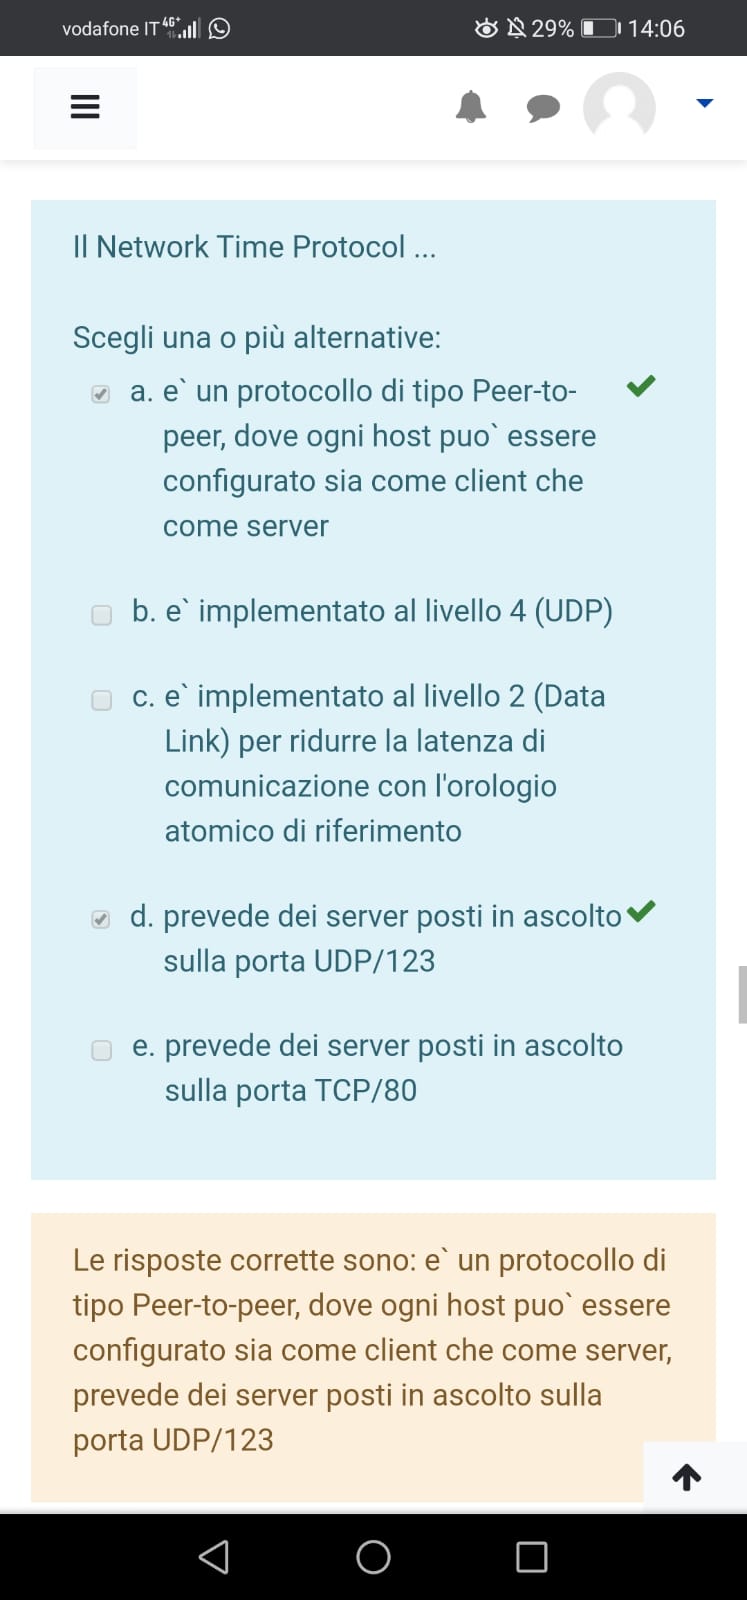 vodafone IT 4G+ 29% 14:06
Il Network Time Protocol ...
Scegli una o più alternative:
a. e` un protocollo di tipo Peer-to-
peer, dove ogni host puo` essere
configurato sia come client che
come server
b. e` implementato al livello 4 (UDP)
c. e` implementato al livello 2 (Data
Link) per ridurre la latenza di
comunicazione con l'orologio
atomico di riferimento
d. prevede dei server posti in ascolto
sulla porta UDP/123
e. prevede dei server posti in ascolto
sulla porta TCP/80
Le risposte corrette sono: e` un protocollo di
tipo Peer-to-peer, dove ogni host puo` essere
configurato sia come client che come server,
prevede dei server posti in ascolto sulla
porta UDP/123